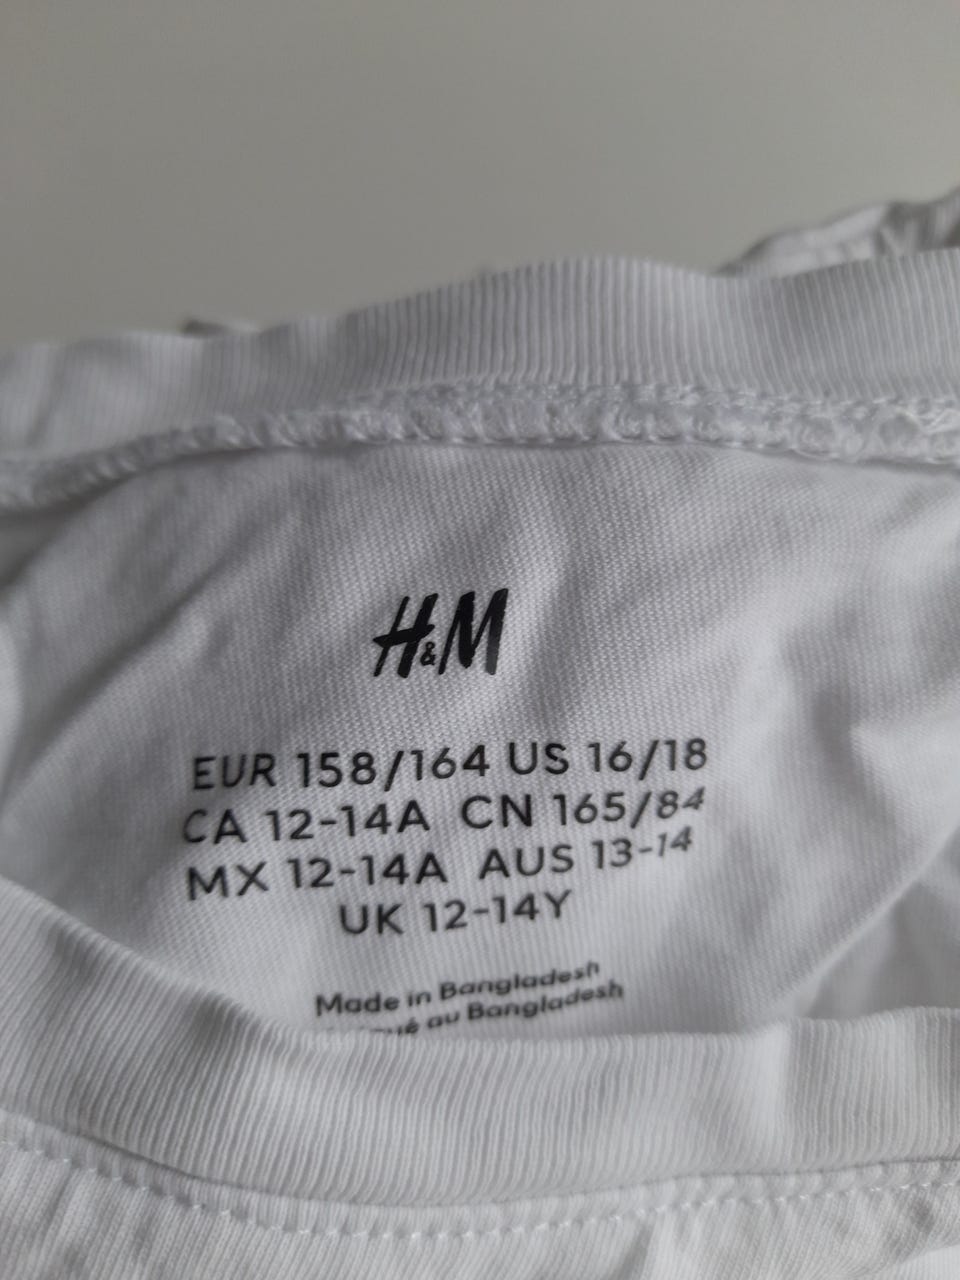 H&M
EUR 158/164 US 16/18
CA 12-14A CN 165/84
MX 12-14A AUS 13-14
UK 12-14Y
Made in Bangladesh
au Bangladesh